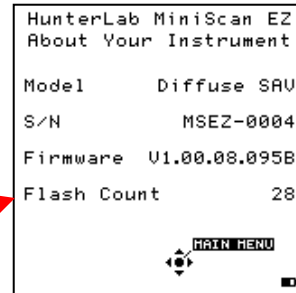 HunterLab MiniScan EZ
About Your Instrument
Model Diffuse SAV
S/N MSEZ-0004
Firmware V1.00.08.095B
Flash Count 28
MAIN MENU